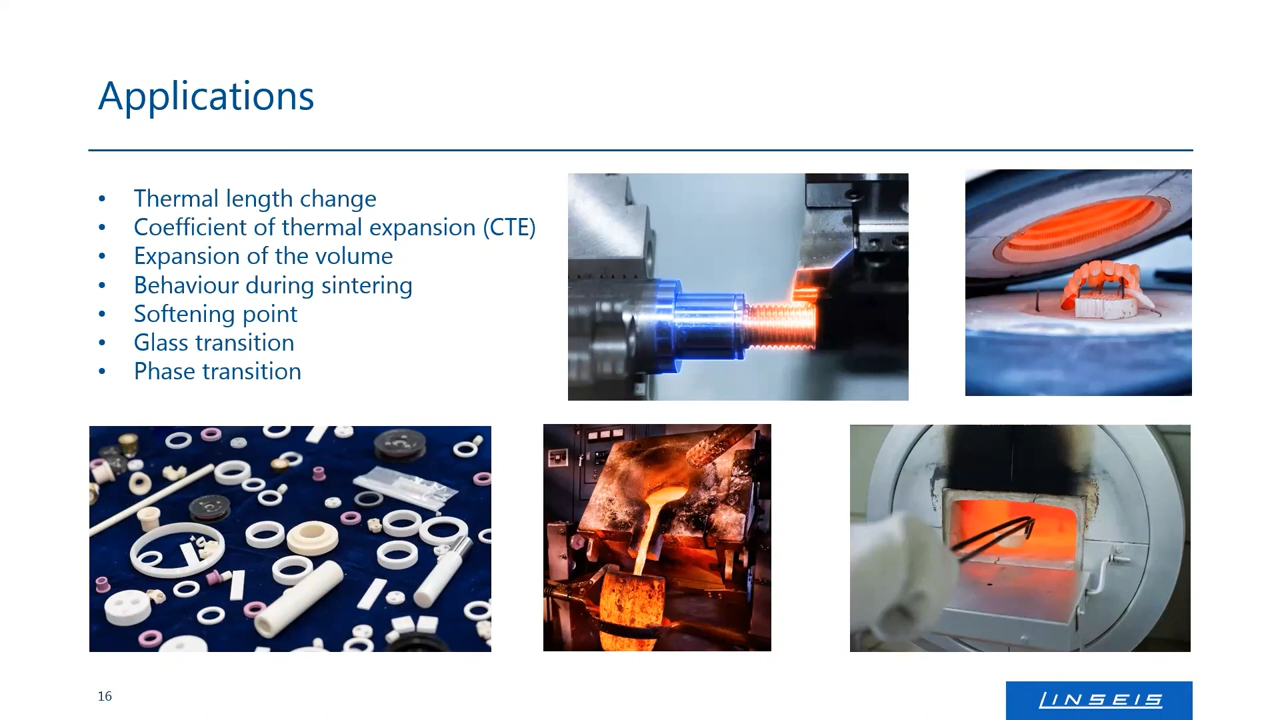 Applications
• Thermal length change
• Coefficient of thermal expansion (CTE)
• Expansion of the volume
• Behaviour during sintering
• Softening point
• Glass transition
• Phase transition
16
LINSEIS